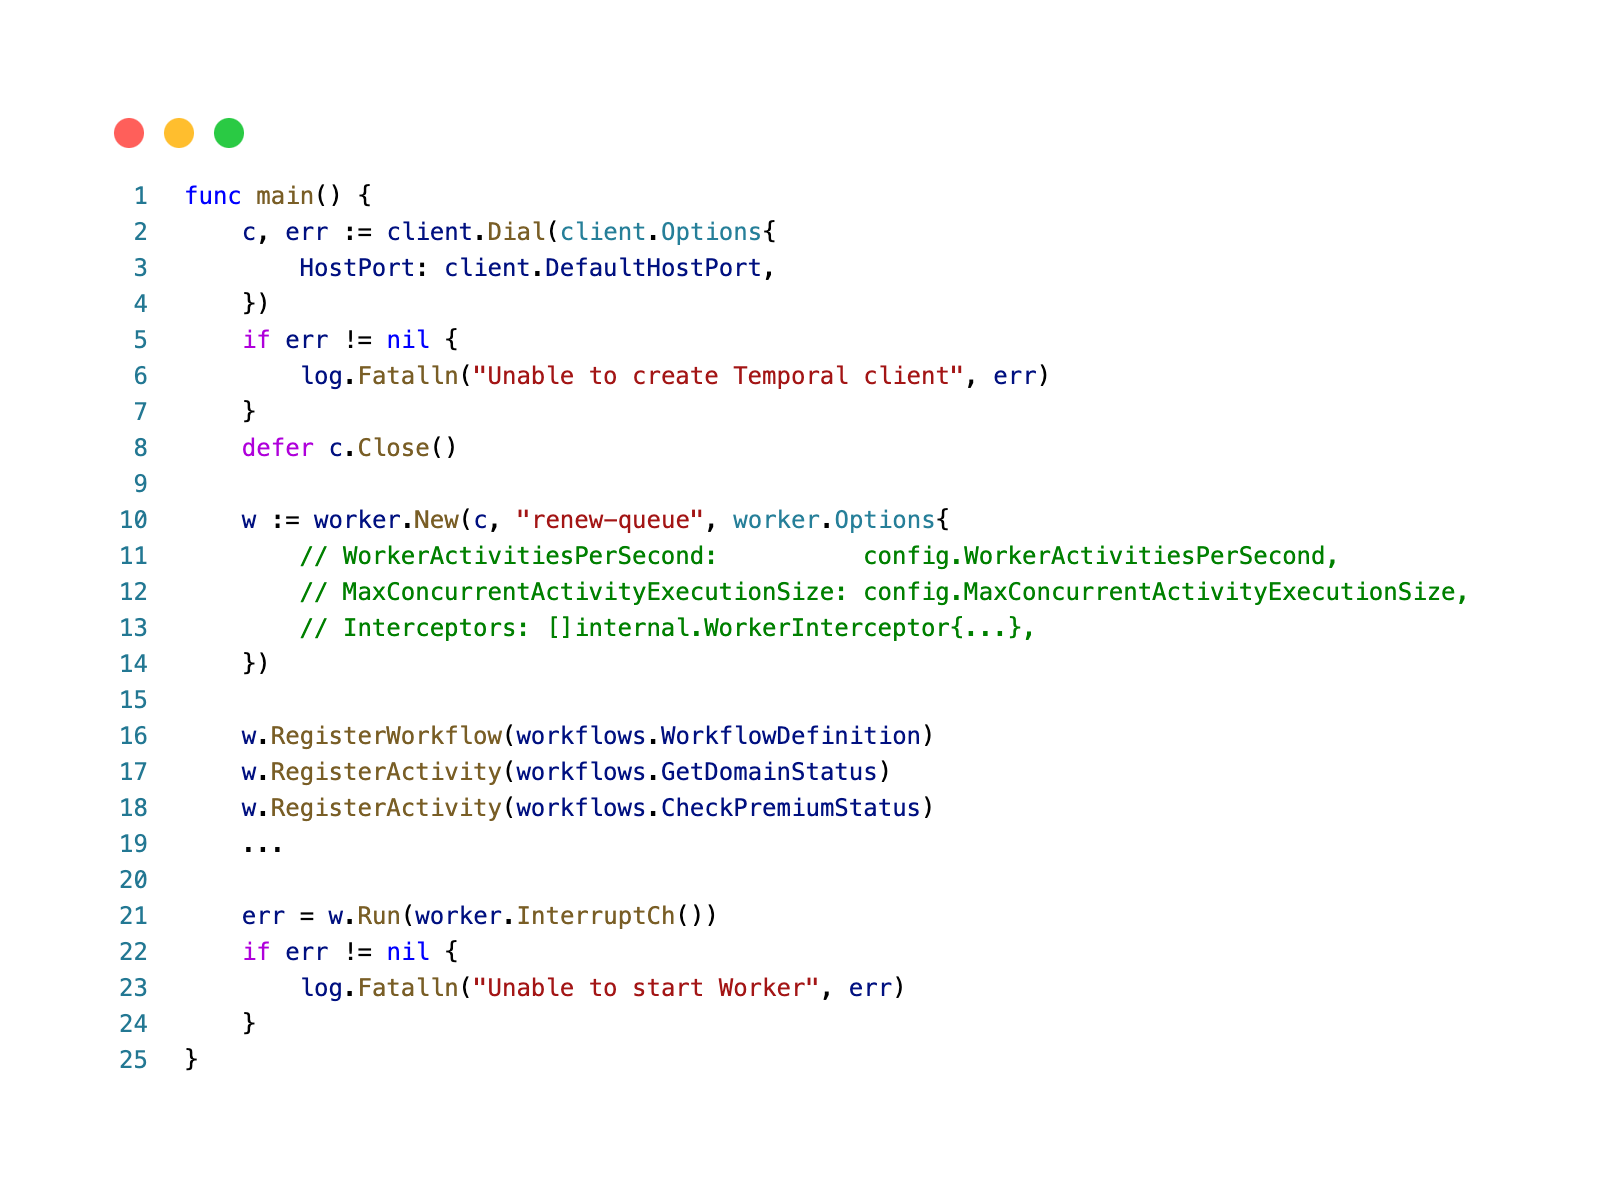 1 func main() {
2     c, err := client.Dial(client.Options{
3         HostPort: client.DefaultHostPort,
4     })
5     if err != nil {
6         log.Fatalln("Unable to create Temporal client", err)
7     }
8     defer c.Close()
9
10     w := worker.New(c, "renew-queue", worker.Options{
11         // WorkerActivitiesPerSecond:          config.WorkerActivitiesPerSecond,
12         // MaxConcurrentActivityExecutionSize: config.MaxConcurrentActivityExecutionSize,
13         // Interceptors: []internal.WorkerInterceptor{...},
14     })
15
16     w.RegisterWorkflow(workflows.WorkflowDefinition)
17     w.RegisterActivity(workflows.GetDomainStatus)
18     w.RegisterActivity(workflows.CheckPremiumStatus)
19     ...
20
21     err = w.Run(worker.InterruptCh())
22     if err != nil {
23         log.Fatalln("Unable to start Worker", err)
24     }
25 }